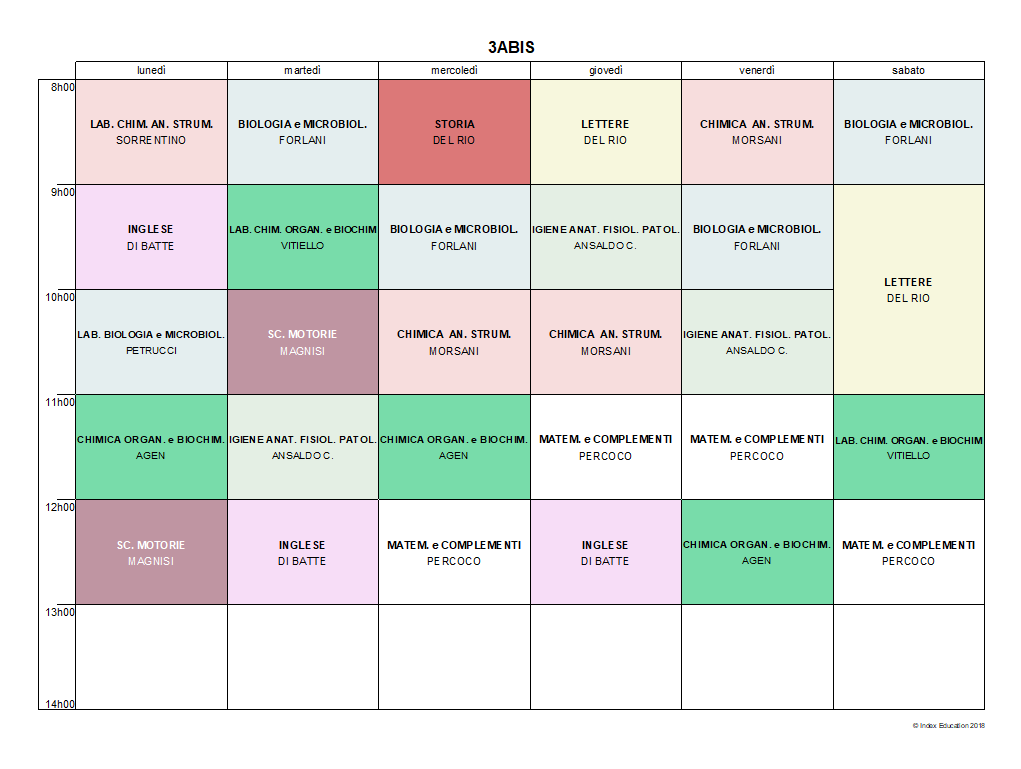 3ABIS
lunedì martedì mercoledì giovedì venerdì sabato
8h00
LAB. CHIM. AN. STRUM. BIOLOGIA e MICROBIOL. STORIA LETTERE CHIMICA AN. STRUM. BIOLOGIA e MICROBIOL.
SORRENTINO FORLANI DEL RIO DEL RIO MORSANI FORLANI
9h00
INGLESE LAB. CHIM. ORGAN. e BIOCHIM BIOLOGIA e MICROBIOL. IGIENE ANAT. FISIOL. PATOL. BIOLOGIA e MICROBIOL.
DI BATTE VITIELLO FORLANI ANSALDO C. FORLANI
LETTERE
DEL RIO
10h00
LAB. BIOLOGIA e MICROBIOL. SC. MOTORIE CHIMICA AN. STRUM. CHIMICA AN. STRUM. IGIENE ANAT. FISIOL. PATOL.
PETRUCCI MAGNISI MORSANI MORSANI ANSALDO C.
11h00
CHIMICA ORGAN. e BIOCHIM. IGIENE ANAT. FISIOL. PATOL. CHIMICA ORGAN. e BIOCHIM. MATEM. e COMPLEMENTI MATEM. e COMPLEMENTI LAB. CHIM. ORGAN. e BIOCHIM
AGEN ANSALDO C. AGEN PERCOCO PERCOCO VITIELLO
12h00
SC. MOTORIE INGLESE MATEM. e COMPLEMENTI INGLESE CHIMICA ORGAN. e BIOCHIM. MATEM. e COMPLEMENTI
MAGNISI DI BATTE PERCOCO DI BATTE AGEN PERCOCO
13h00
14h00
© Index Education 2018